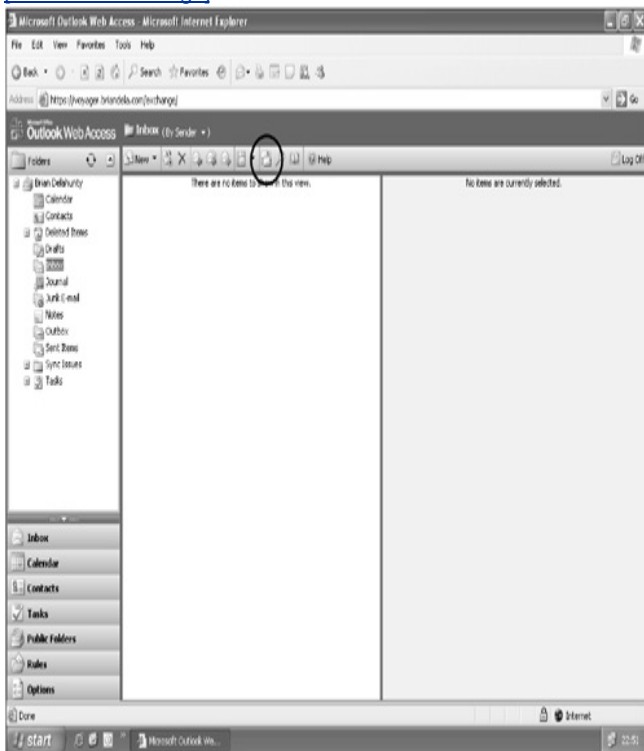 Microsoft Outlook Web Access - Microsoft Internet Explorer
File Edit View Favorites Tools Help
Back Search Favorites
Address https://voyager.briandela.com/exchange/ Go
Microsoft Office
Outlook Web Access Inbox (By Sender)
Folders New Help Log Off
There are no items to show in this view.
No items are currently selected.
Brian Delahunty
Calendar
Contacts
Deleted Items
Drafts
Inbox
Journal
Junk E-mail
Notes
Outbox
Sent Items
Sync Issues
Tasks
Inbox
Calendar
Contacts
Tasks
Public Folders
Rules
Options
Done Internet
start Microsoft Outlook We...